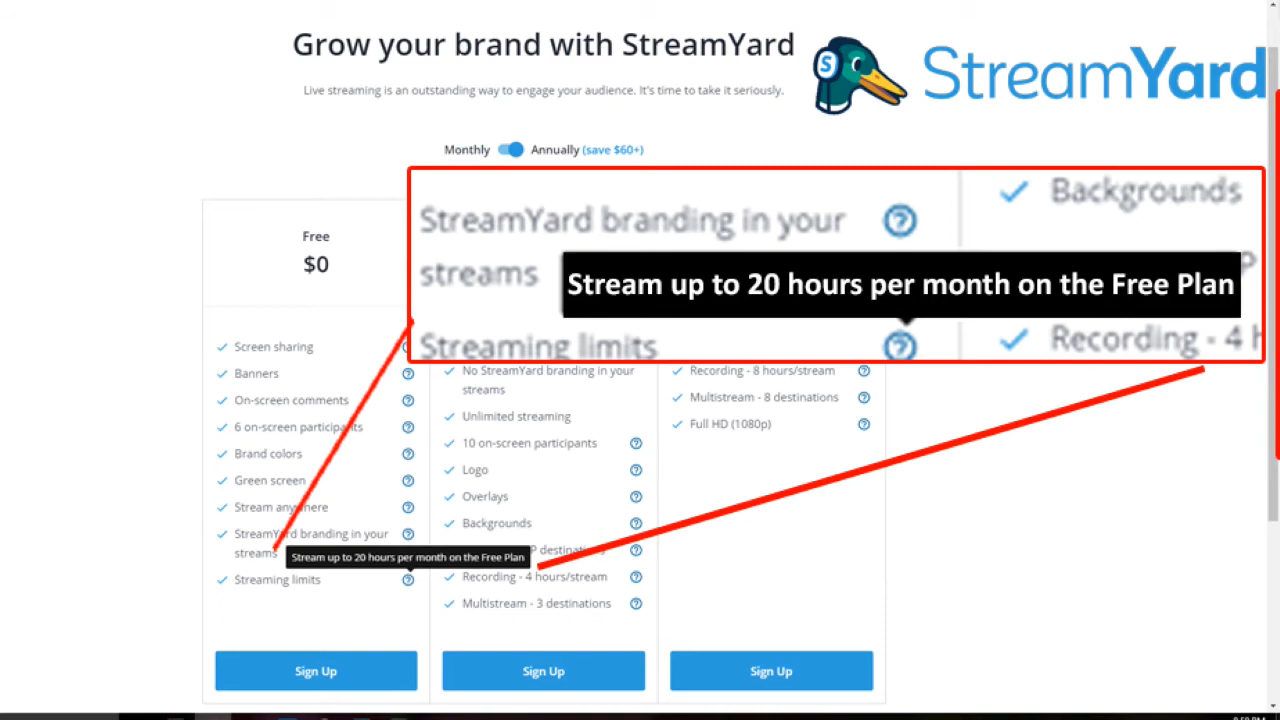 Grow your brand with StreamYard
StreamYard
Live streaming is an outstanding way to engage your audience. It's time to take it seriously.
Monthly Annually (save $60+)
Backgrounds
StreamYard branding in your
streams
Stream up to 20 hours per month on the Free Plan
Streaming limits
Recording - 4 h
Free
$0
Screen sharing
Banners
On-screen comments
6 on-screen participants
Brand colors
Green screen
Stream anywhere
StreamYard branding in your
streams
Stream up to 20 hours per month on the Free Plan
Streaming limits
Sign Up
No StreamYard branding in your
streams
Unlimited streaming
10 on-screen participants
Logo
Overlays
Backgrounds
P destinations
Recording - 4 hours/stream
Multistream - 3 destinations
Sign Up
Recording - 8 hours/stream
Multistream - 8 destinations
Full HD (1080p)
Sign Up